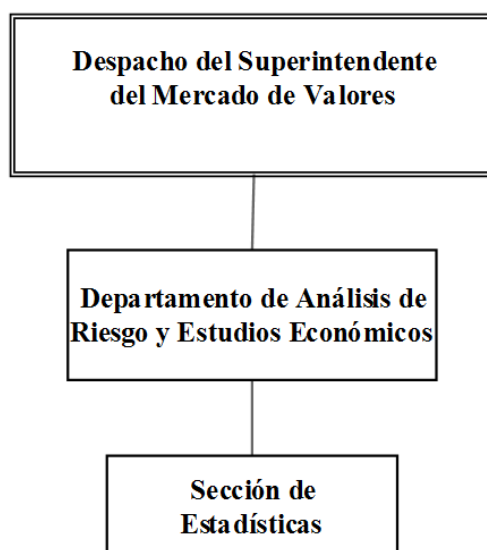 Despacho del Superintendente
del Mercado de Valores
Departamento de Análisis de
Riesgo y Estudios Económicos
Sección de
Estadísticas